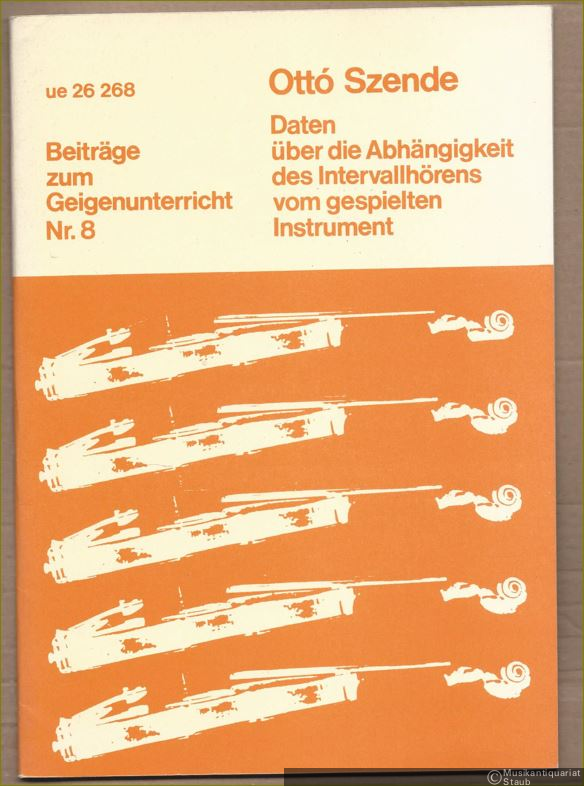 ue 26 268
Beiträge
zum
Geigenunterricht
Nr. 8
Ottó Szende
Daten
über die Abhängigkeit
des Intervallhörens
vom gespielten
Instrument
©Musikantiquariat
Staub